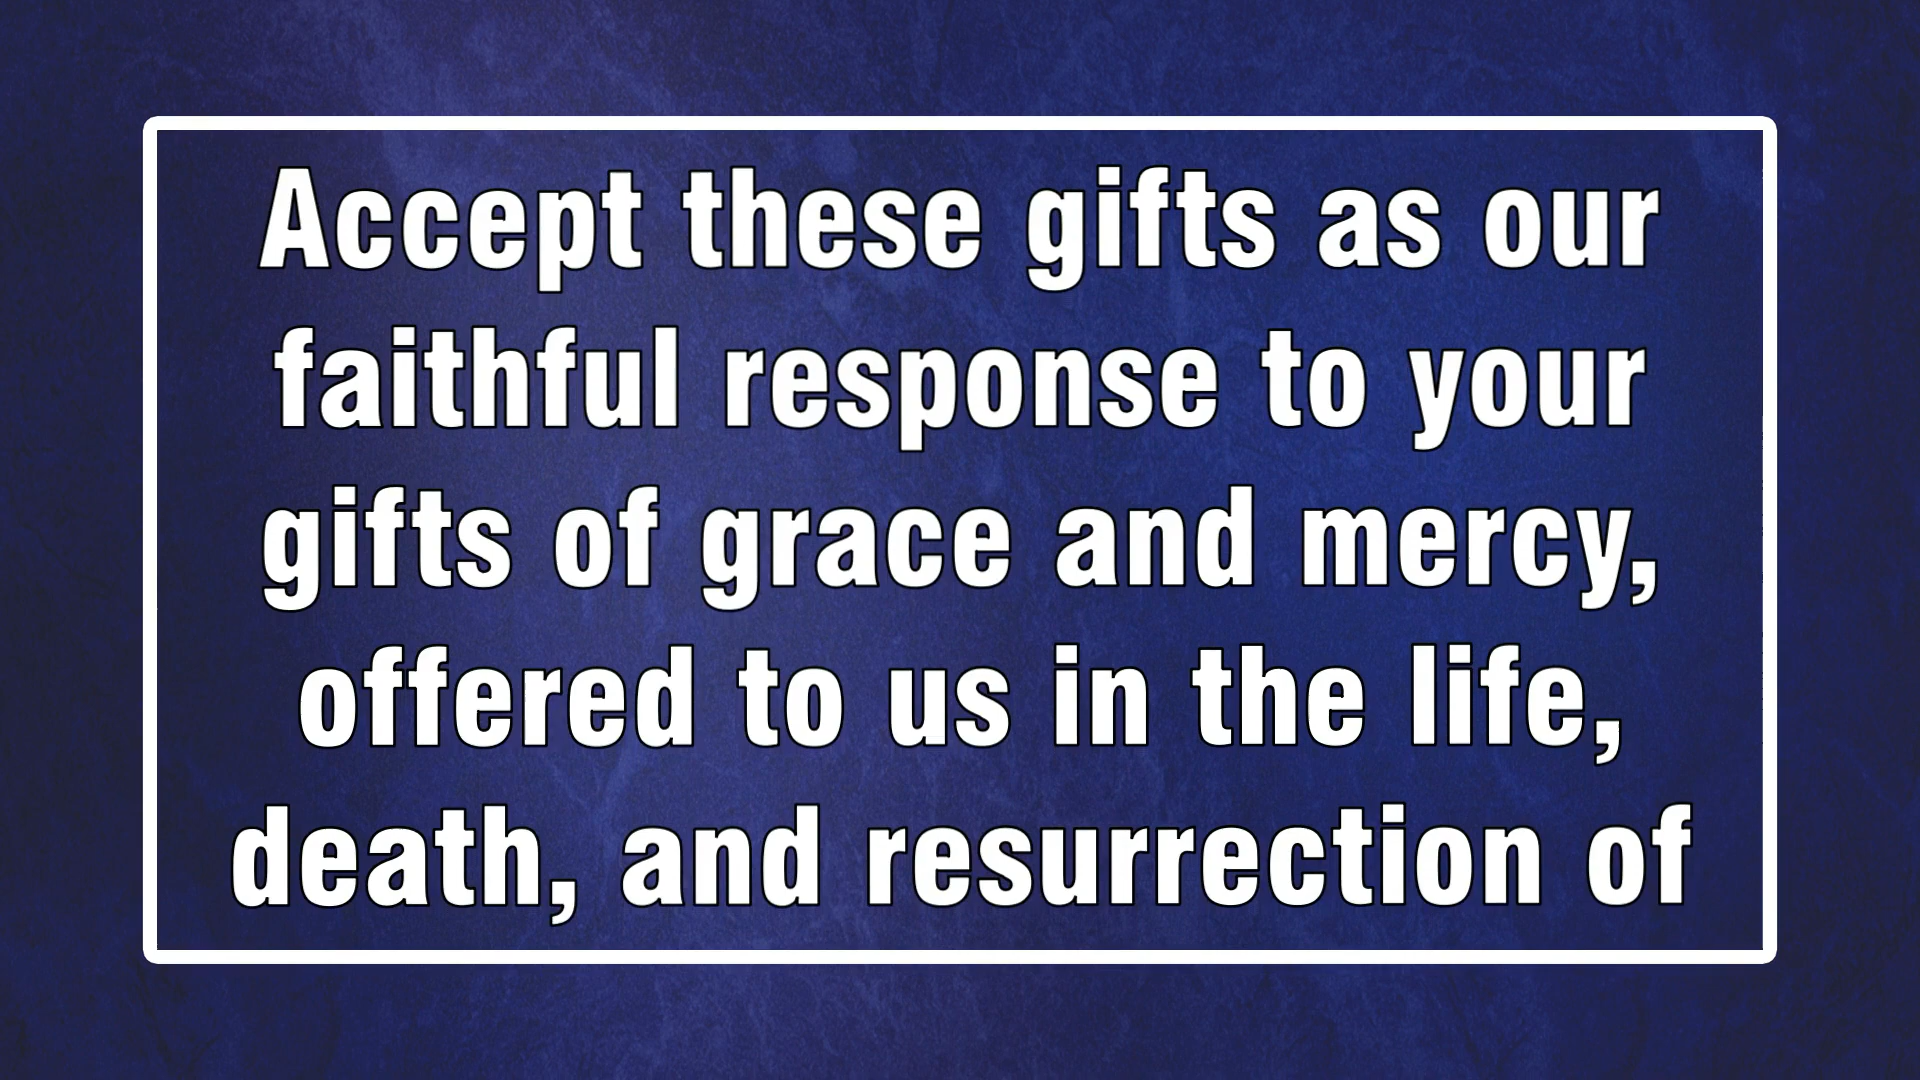 Accept these gifts as our
faithful response to your
gifts of grace and mercy,
offered to us in the life,
death, and resurrection of